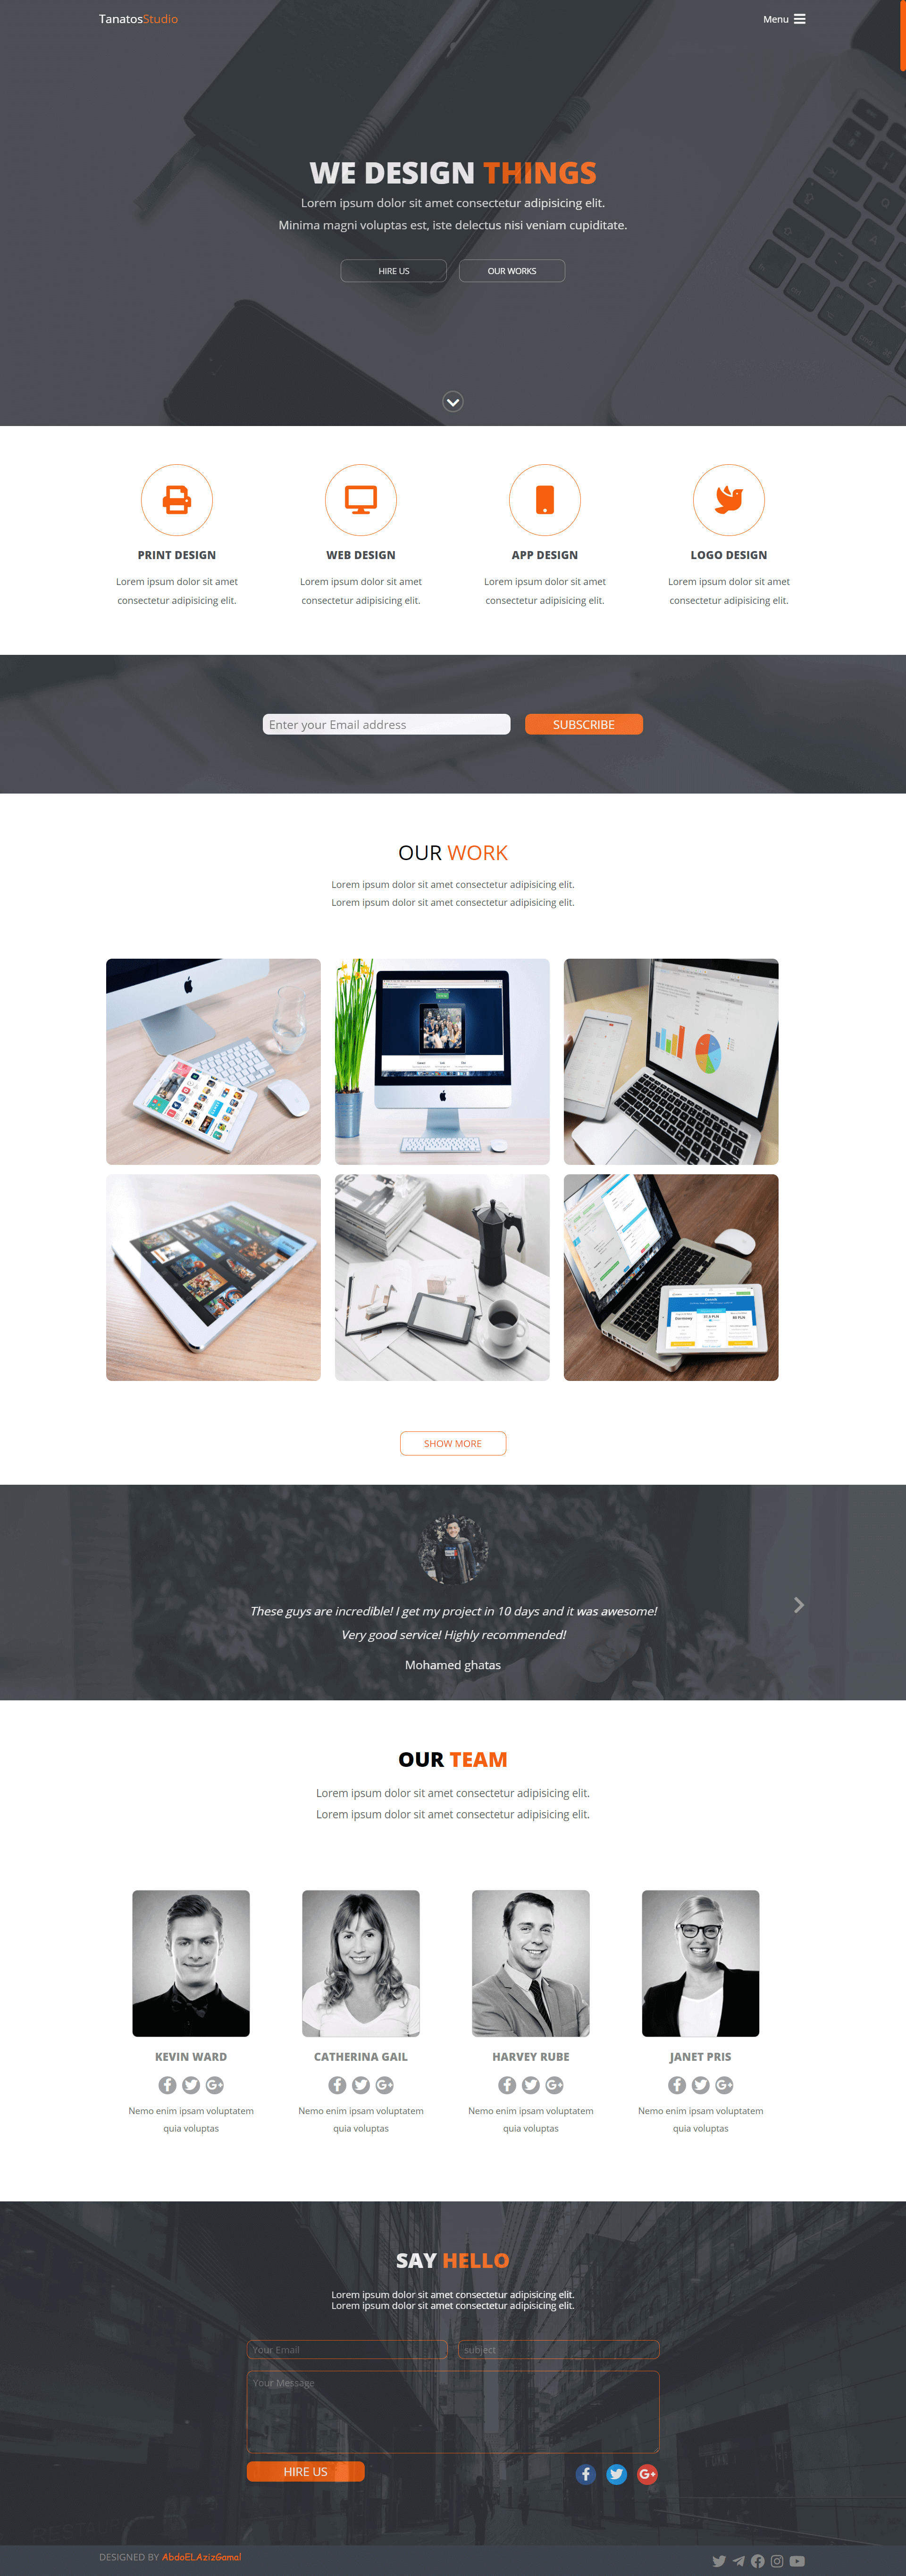 TanatosStudio
Menu
WE DESIGN THINGS
Lorem ipsum dolor sit amet consectetur adipisicing elit.
Minima magni voluptas est, iste delectus nisi veniam cupiditate.
HIRE US
OUR WORKS
PRINT DESIGN
WEB DESIGN
APP DESIGN
LOGO DESIGN
Lorem ipsum dolor sit amet
consectetur adipisicing elit.
Lorem ipsum dolor sit amet
consectetur adipisicing elit.
Lorem ipsum dolor sit amet
consectetur adipisicing elit.
Lorem ipsum dolor sit amet
consectetur adipisicing elit.
Enter your Email address
SUBSCRIBE
OUR WORK
Lorem ipsum dolor sit amet consectetur adipisicing elit.
Lorem ipsum dolor sit amet consectetur adipisicing elit.
SHOW MORE
These guys are incredible! I get my project in 10 days and it was awesome!
Very good service! Highly recommended!
Mohamed ghatas
OUR TEAM
Lorem ipsum dolor sit amet consectetur adipisicing elit.
Lorem ipsum dolor sit amet consectetur adipisicing elit.
KEVIN WARD
CATHERINA GAIL
HARVEY RUBE
JANET PRIS
Nemo enim ipsam voluptatem
quia voluptas
Nemo enim ipsam voluptatem
quia voluptas
Nemo enim ipsam voluptatem
quia voluptas
Nemo enim ipsam voluptatem
quia voluptas
SAY HELLO
Lorem ipsum dolor sit amet consectetur adipisicing elit.
Lorem ipsum dolor sit amet consectetur adipisicing elit.
Your Email
subject
Your Message
HIRE US
DESIGNED BY AbdoELAzizGamal